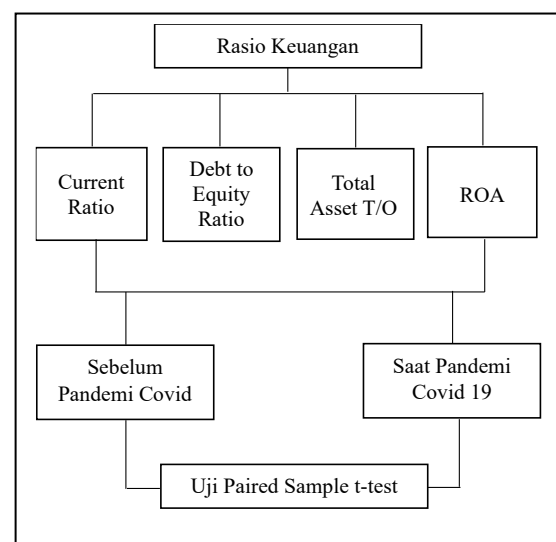 Rasio Keuangan
Current
Ratio
Debt to
Equity
Ratio
Total
Asset T/O
ROA
Sebelum
Pandemi Covid
Saat Pandemi
Covid 19
Uji Paired Sample t-test